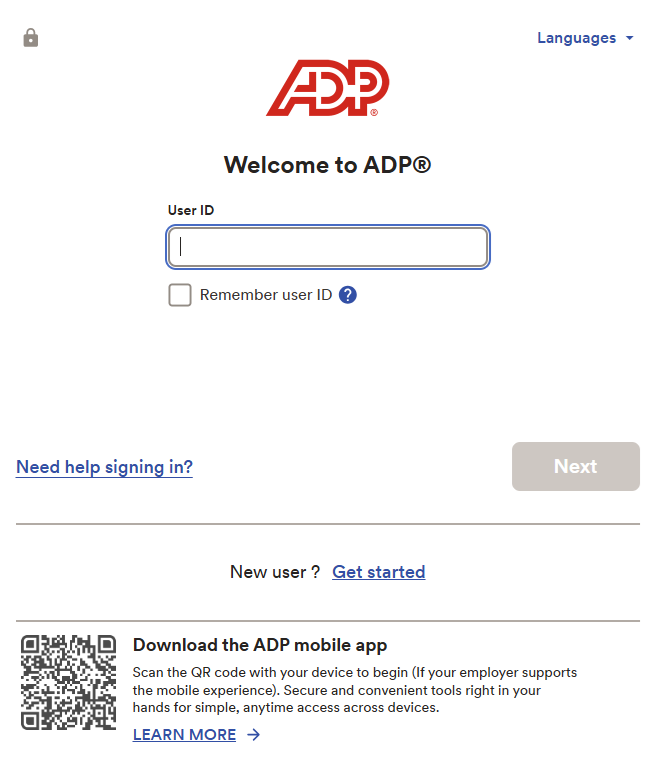 Languages
ADP®
Welcome to ADP®
User ID
Remember user ID ?
Need help signing in?
Next
New user ? Get started
Download the ADP mobile app
Scan the QR code with your device to begin (If your employer supports
the mobile experience). Secure and convenient tools right in your
hands for simple, anytime access across devices.
LEARN MORE